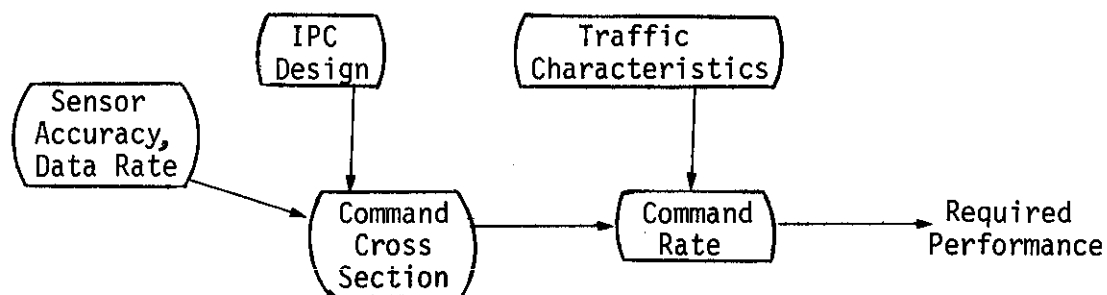 IPC
Design
Traffic
Characteristics
Sensor
Accuracy,
Data Rate
Command
Cross
Section
Command
Rate
Required
Performance